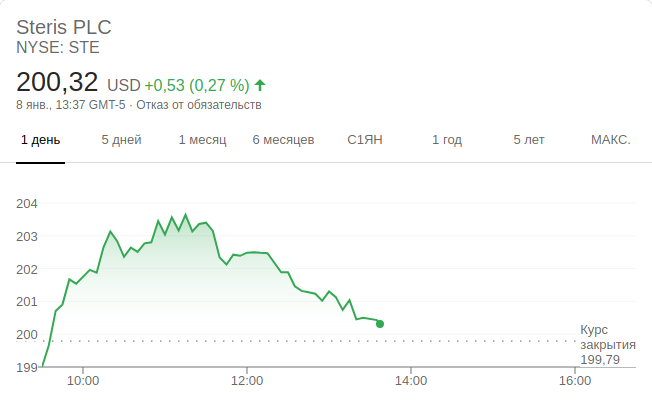 Steris PLC
NYSE: STE
200,32 USD +0,53 (0,27 %)
8 янв., 13:37 GMT-5 · Отказ от обязательств
1 день 5 дней 1 месяц 6 месяцев С1ЯН 1 год 5 лет МАКС.
204
203
202
201
200
199
Курс
закрытия
199,79
10:00 12:00 14:00 16:00